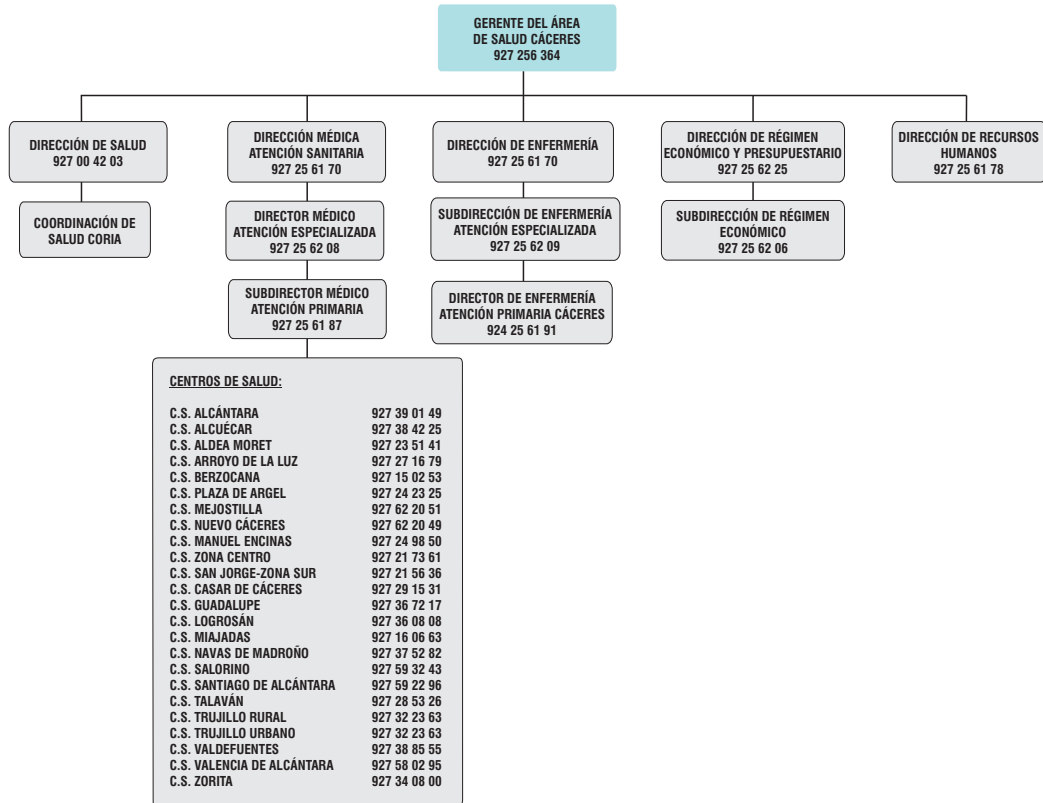 GERENTE DEL ÁREA
DE SALUD CÁCERES
927 256 364
DIRECCIÓN DE SALUD
927 00 42 03
DIRECCIÓN MÉDICA
ATENCIÓN SANITARIA
927 25 61 70
DIRECCIÓN DE ENFERMERÍA
927 25 61 70
DIRECCIÓN DE RÉGIMEN
ECONÓMICO Y PRESUPUESTARIO
927 25 62 25
DIRECCIÓN DE RECURSOS
HUMANOS
927 25 61 78
COORDINACIÓN DE
SALUD CORIA
DIRECTOR MÉDICO
ATENCIÓN ESPECIALIZADA
927 25 62 08
SUBDIRECCIÓN DE ENFERMERÍA
ATENCIÓN ESPECIALIZADA
927 25 62 09
SUBDIRECCIÓN DE RÉGIMEN
ECONÓMICO
927 25 62 06
SUBDIRECTOR MÉDICO
ATENCIÓN PRIMARIA
927 25 61 87
DIRECTOR DE ENFERMERÍA
ATENCIÓN PRIMARIA CÁCERES
924 25 61 91
CENTROS DE SALUD:
C.S. ALCÁNTARA 927 39 01 49
C.S. ALCUÉCAR 927 38 42 25
C.S. ALDEA MORET 927 23 51 41
C.S. ARROYO DE LA LUZ 927 27 16 79
C.S. BERZOCANA 927 15 02 53
C.S. PLAZA DE ARGEL 927 24 23 25
C.S. MEJOSTILLA 927 62 20 51
C.S. NUEVO CÁCERES 927 62 20 49
C.S. MANUEL ENCINAS 927 24 98 50
C.S. ZONA CENTRO 927 21 73 61
C.S. SAN JORGE-ZONA SUR 927 21 56 36
C.S. CASAR DE CÁCERES 927 29 15 31
C.S. GUADALUPE 927 36 72 17
C.S. LOGROSÁN 927 36 08 08
C.S. MIAJADAS 927 16 06 63
C.S. NAVAS DE MADROÑO 927 37 52 82
C.S. SALORINO 927 59 32 43
C.S. SANTIAGO DE ALCÁNTARA 927 59 22 96
C.S. TALAVÁN 927 28 53 26
C.S. TRUJILLO RURAL 927 32 23 63
C.S. TRUJILLO URBANO 927 32 23 63
C.S. VALDEFUENTES 927 38 85 55
C.S. VALENCIA DE ALCÁNTARA 927 58 02 95
C.S. ZORITA 927 34 08 00